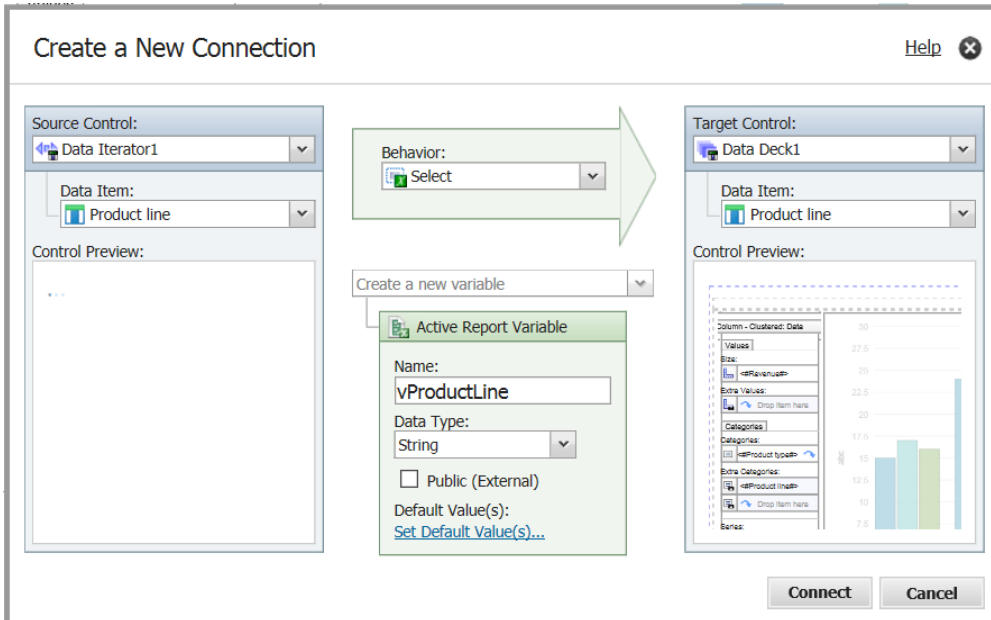 Create a New Connection
Help
Source Control:
Data Iterator1
Data Item:
Product line
Control Preview:
Behavior:
Select
Create a new variable
Active Report Variable
Name:
vProductLine
Data Type:
String
Public (External)
Default Value(s):
Set Default Value(s)...
Target Control:
Data Deck1
Data Item:
Product line
Control Preview:
Column - Clustered: Data
Values
Size:
<#Revenue#>
Extra Values:
Drop item here
Categories
Categories:
<#Product type#>
Extra Categories:
<#Product line#>
Drop item here
Series:
30
27.5
25
22.5
20
17.5
15
12.5
10
7.5
abc
Connect
Cancel